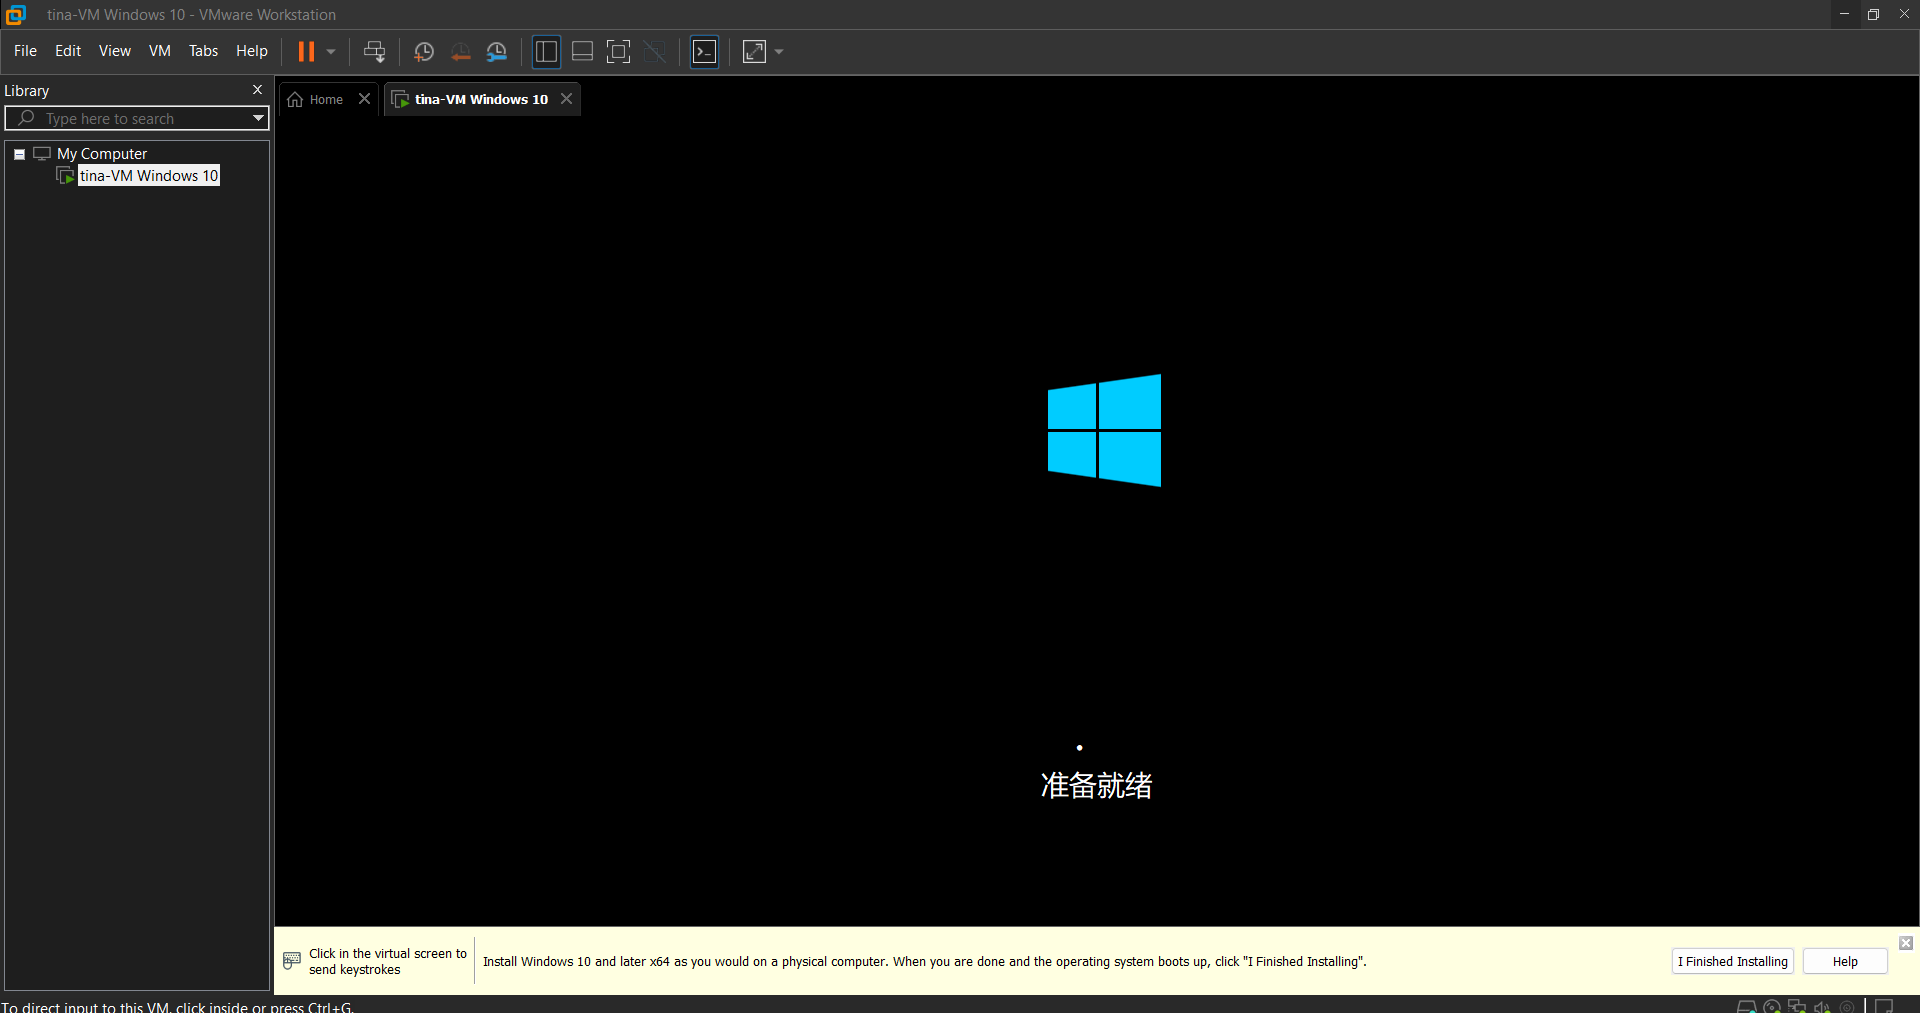 tina-VM Windows 10 - VMware Workstation
File Edit View VM Tabs Help
Library
Type here to search
My Computer
tina-VM Windows 10
Home
tina-VM Windows 10
准备就绪
Click in the virtual screen to
send keystrokes
Install Windows 10 and later x64 as you would on a physical computer. When you are done and the operating system boots up, click "I Finished Installing".
I Finished Installing
Help
To direct input to this VM, click inside or press Ctrl+G.